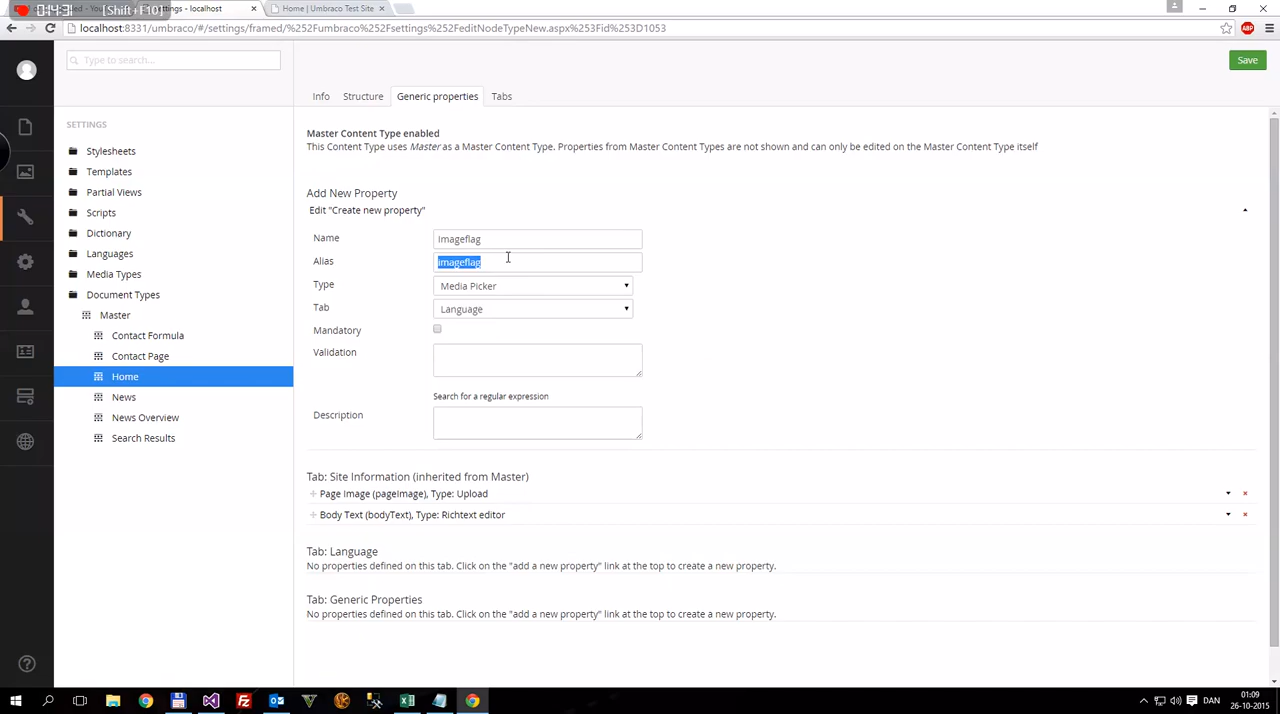 04:31 [Shift+F10]
- You ttings - localhost
Home | Umbraco Test Site
localhost:8331/umbraco/#/settings/framed/%252Fumbraco%252Fsettings%252FeditNodeTypeNew.aspx%253Fid%253D1053
ABP
Type to search...
Save
Info Structure Generic properties Tabs
SETTINGS
Stylesheets
Templates
Partial Views
Scripts
Dictionary
Languages
Media Types
Document Types
Master
Contact Formula
Contact Page
Home
News
News Overview
Search Results
Master Content Type enabled
This Content Type uses Master as a Master Content Type. Properties from Master Content Types are not shown and can only be edited on the Master Content Type itself
Add New Property
Edit "Create new property"
Name Imageflag
Alias imageflag
Type Media Picker
Tab Language
Mandatory
Validation
Search for a regular expression
Description
Tab: Site Information (inherited from Master)
Page Image (pageImage), Type: Upload
Body Text (bodyText), Type: Richtext editor
Tab: Language
No properties defined on this tab. Click on the "add a new property" link at the top to create a new property.
Tab: Generic Properties
No properties defined on this tab. Click on the "add a new property" link at the top to create a new property.
DAN
01:09
26-10-2015